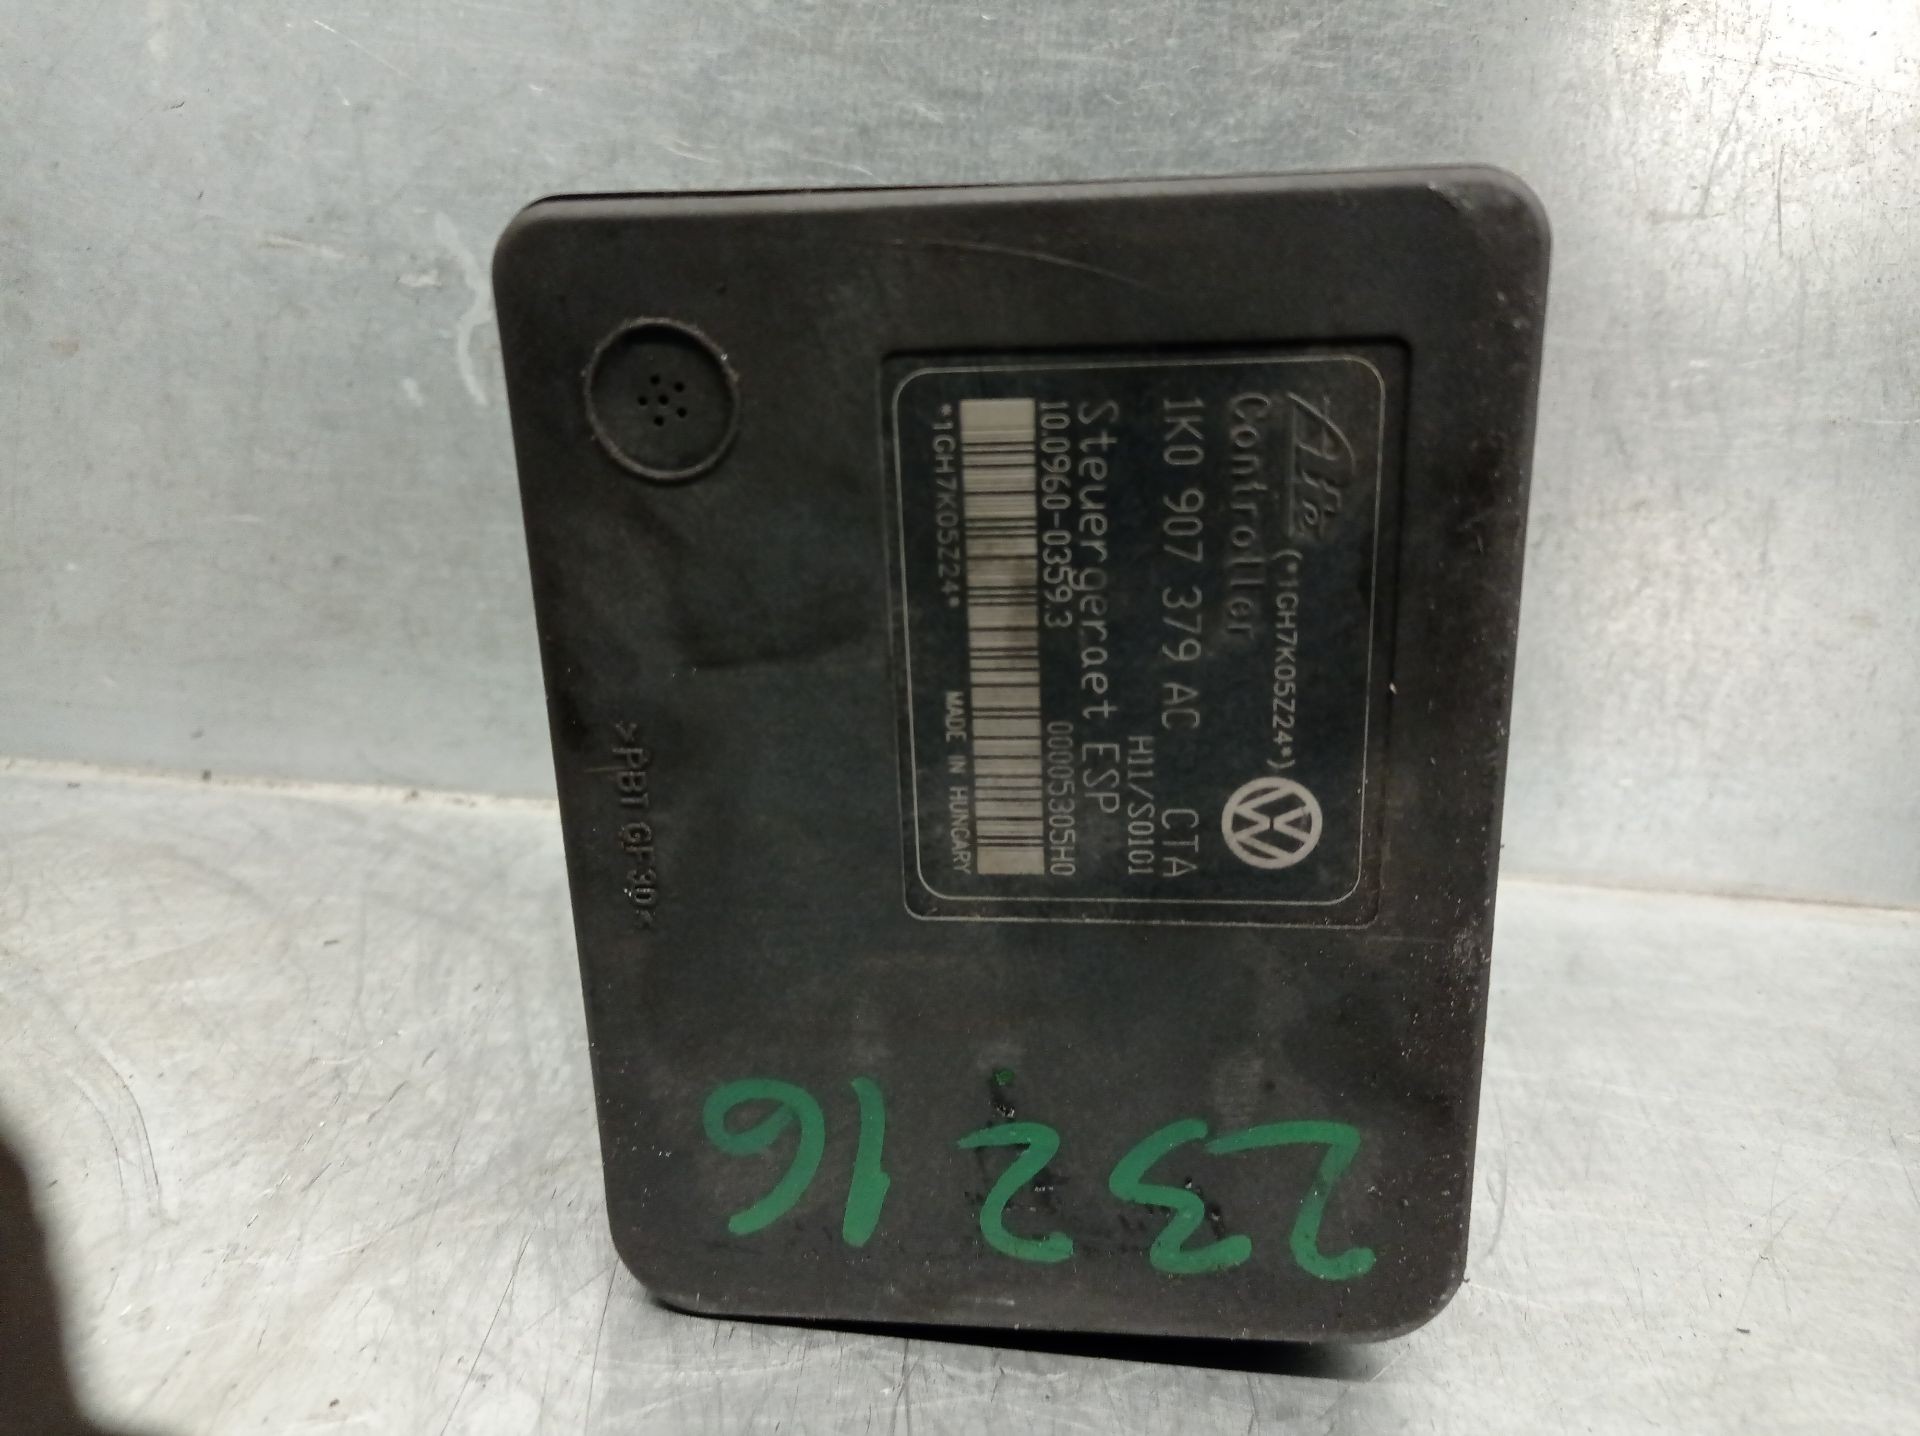 Ate (*1GH7K05Z24*)
Controller
1K0 907 379 AC CTA
H11/S0101
Steuergeraet ESP
10.0960-0359.3 00005305H0
*1GH7K05Z24* MADE IN HUNGARY
>PBT GF30<
23216